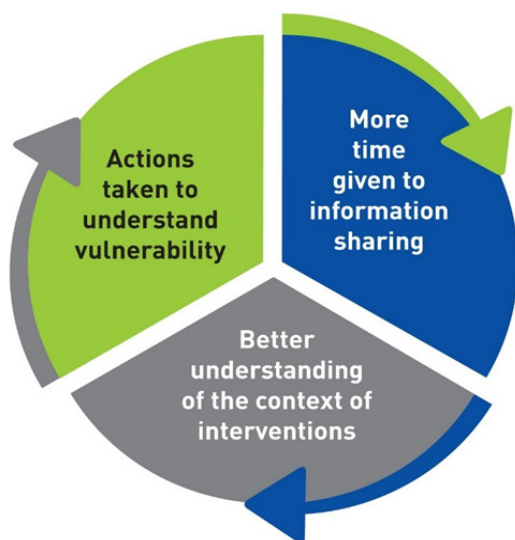 Actions
taken to
understand
vulnerability
More
time
given to
information
sharing
Better
understanding
of the context of
interventions